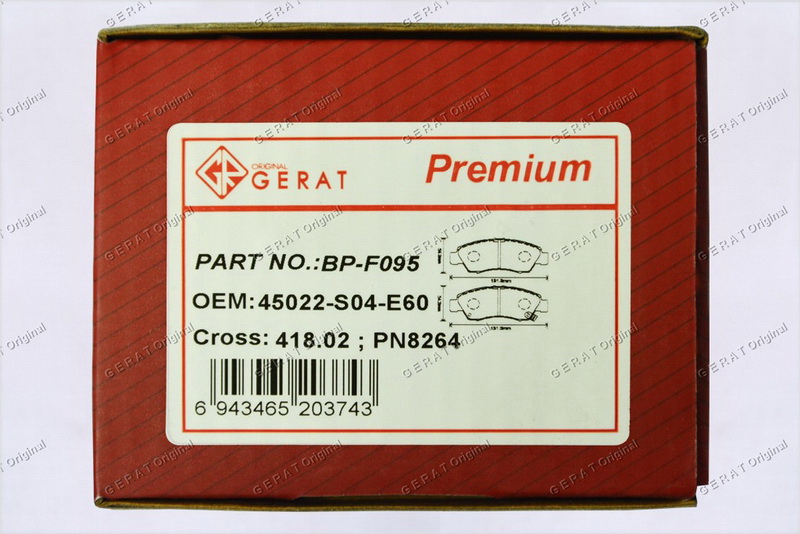 ORIGINAL
GERAT
Premium
PART NO.:BP-F095
OEM:45022-S04-E60
Cross: 418.02 ; PN8264
6 943465 203743
GERAT Original